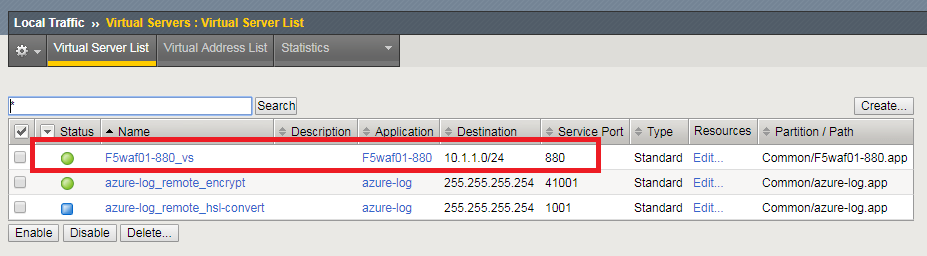 Local Traffic ›› Virtual Servers : Virtual Server List
Virtual Server List Virtual Address List Statistics
* Search Create...
Status Name Description Application Destination Service Port Type Resources Partition / Path
F5waf01-880_vs F5waf01-880 10.1.1.0/24 880 Standard Edit... Common/F5waf01-880.app
azure-log_remote_encrypt azure-log 255.255.255.254 41001 Standard Edit... Common/azure-log.app
azure-log_remote_hsl-convert azure-log 255.255.255.254 1001 Standard Edit... Common/azure-log.app
Enable Disable Delete...